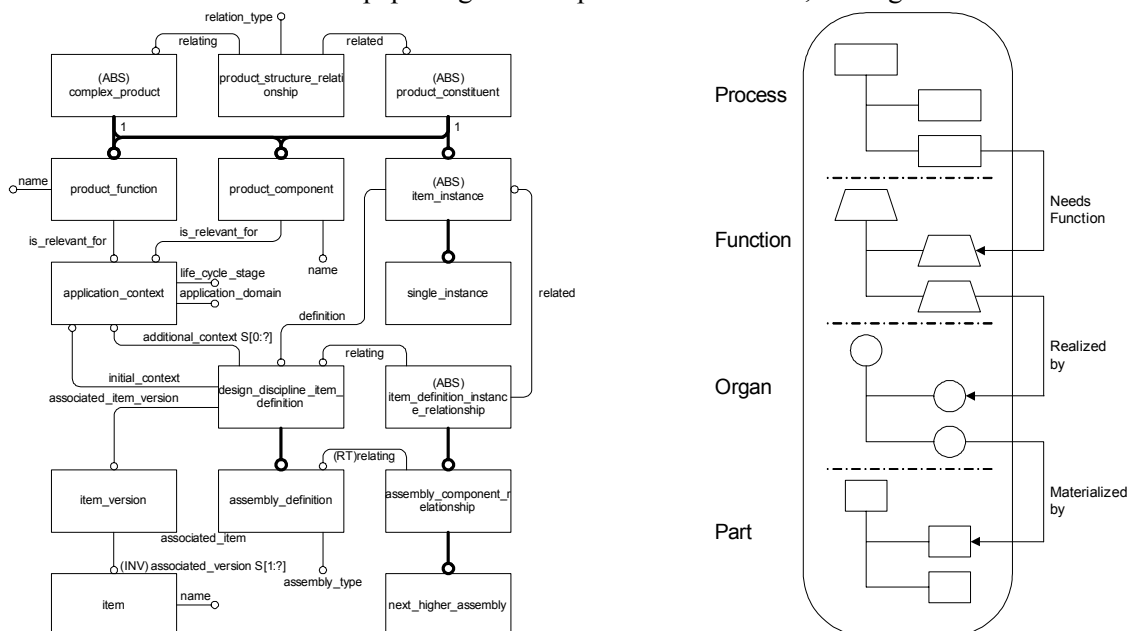 relation_type
relating
related
(ABS)
complex_product
product_structure_relati
onship
(ABS)
product_constituent
1
1
name
product_function
product_component
(ABS)
item_instance
is_relevant_for
is_relevant_for
name
life_cycle_stage
application_domain
application_context
single_instance
related
definition
additional_context S[0:?]
relating
initial_context
associated_item_version
design_discipline_item_
definition
(ABS)
item_definition_instanc
e_relationship
(RT)relating
item_version
assembly_definition
assembly_component_r
elationship
associated_item
(INV) associated_version S[1:?]
assembly_type
item
name
next_higher_assembly
Process
Needs
Function
Function
Realized
by
Organ
Materialized
by
Part